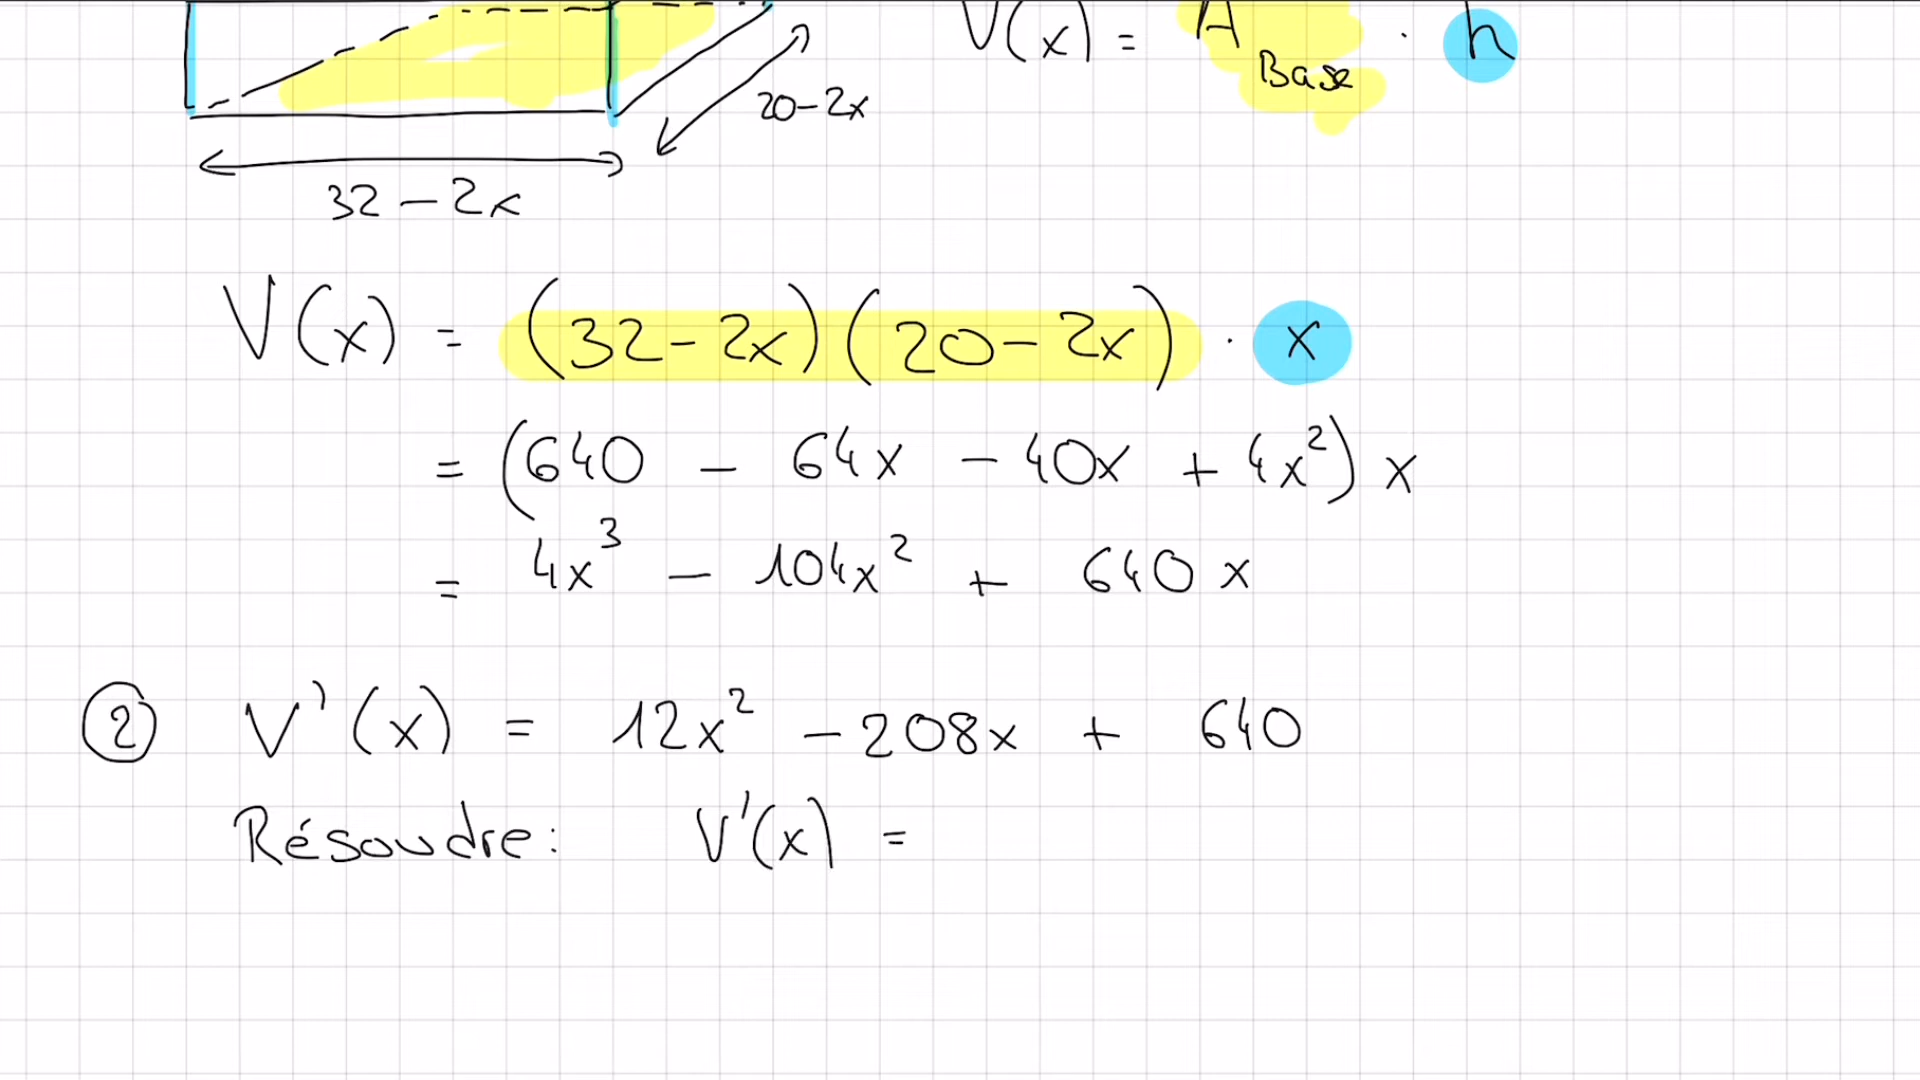 V(x) = A Base · h
20-2x
32-2x
V(x) = (32-2x)(20-2x) · x
= (640 - 64x - 40x + 4x²) x
= 4x³ - 104x² + 640x
② V'(x) = 12x² - 208x + 640
Résoudre: V'(x) =